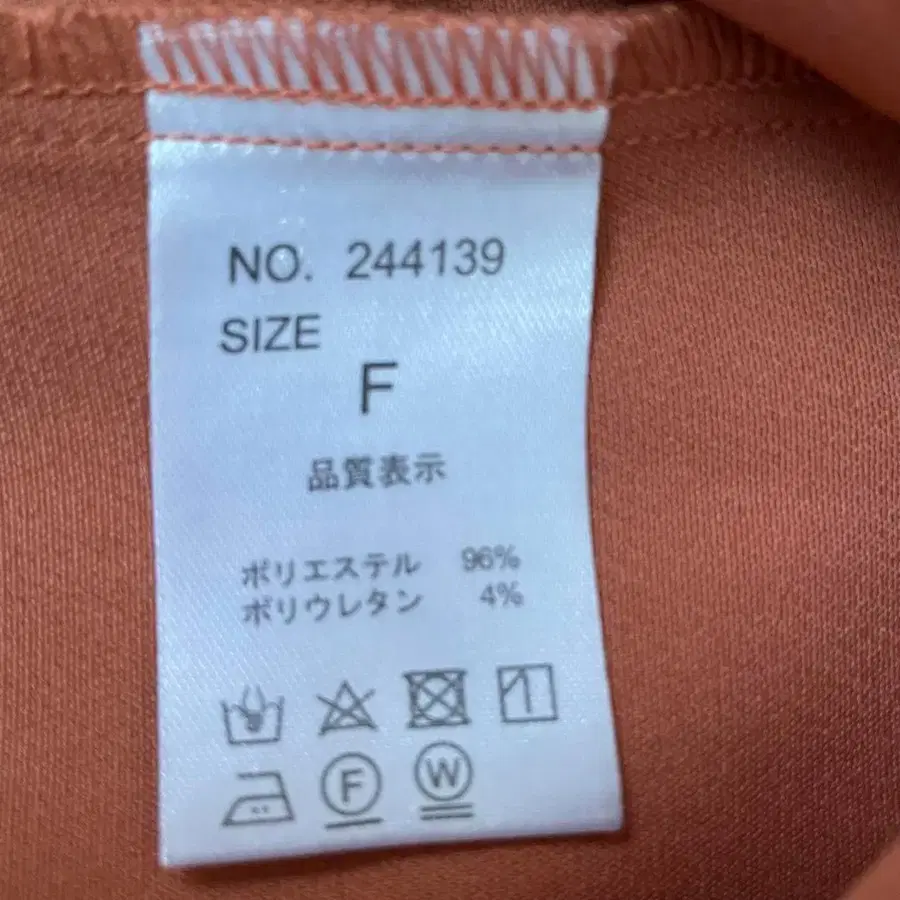 NO. 244139
SIZE
F
品質表示
ポリエステル 96%
ポリウレタン 4%
F W